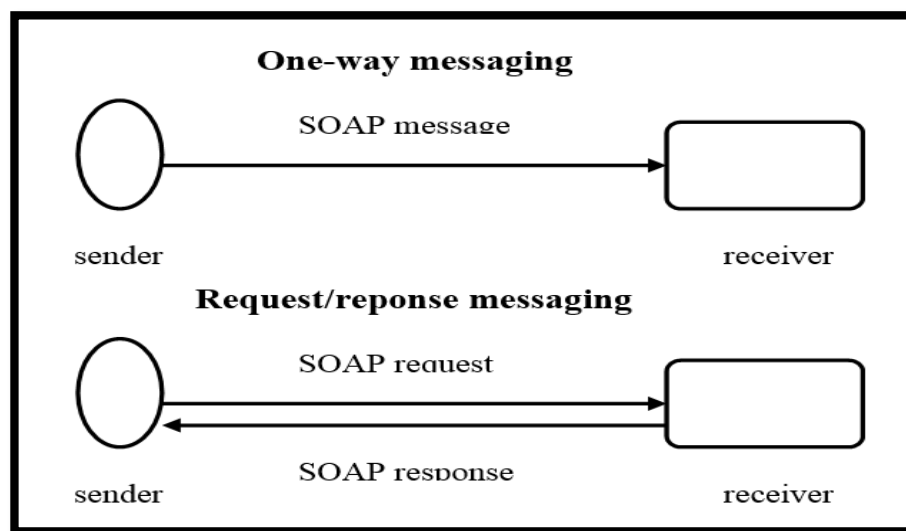 One-way messaging
SOAP message
sender
receiver
Request/reponse messaging
SOAP request
SOAP response
sender
receiver